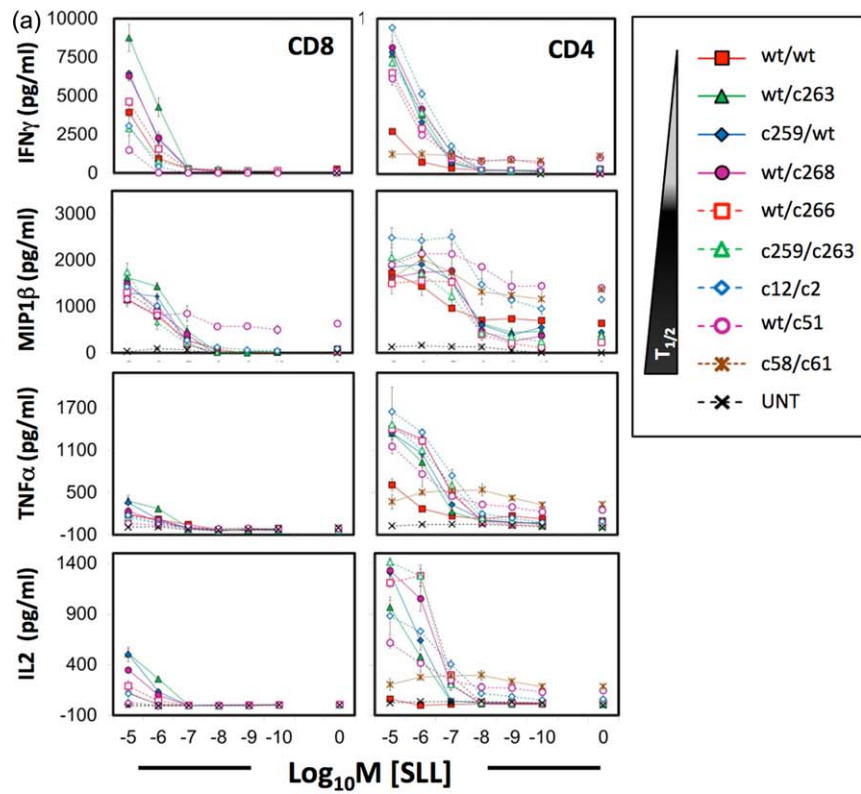 (a)
CD8
CD4
1
IFNγ (pg/ml)
10000
7500
5000
2500
0
MIP1β (pg/ml)
3000
2000
1000
0
TNFα (pg/ml)
1700
1100
500
-100
IL2 (pg/ml)
1400
900
400
-100
-5 -6 -7 -8 -9 -10 0
-5 -6 -7 -8 -9 -10 0
Log₁₀M [SLL]
wt/wt
wt/c263
c259/wt
wt/c268
wt/c266
c259/c263
c12/c2
wt/c51
c58/c61
UNT
T₁/₂